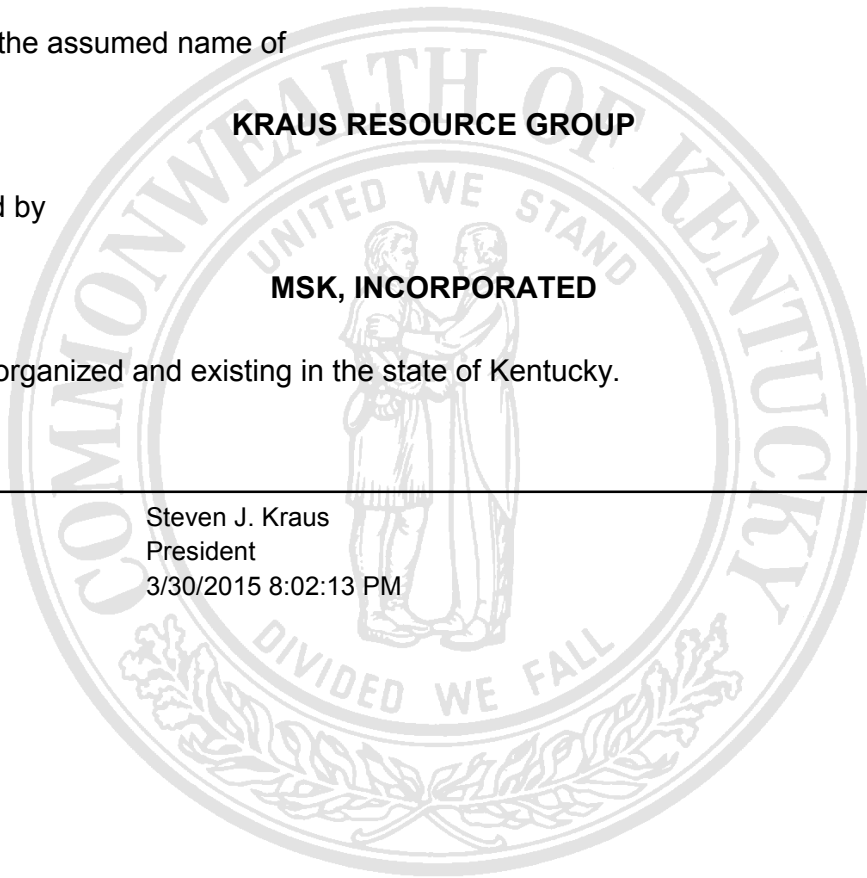 the assumed name of
KRAUS RESOURCE GROUP
d by
MSK, INCORPORATED
organized and existing in the state of Kentucky.
Steven J. Kraus
President
3/30/2015 8:02:13 PM
COMMONWEALTH OF KENTUCKY
UNITED WE STAND
DIVIDED WE FALL